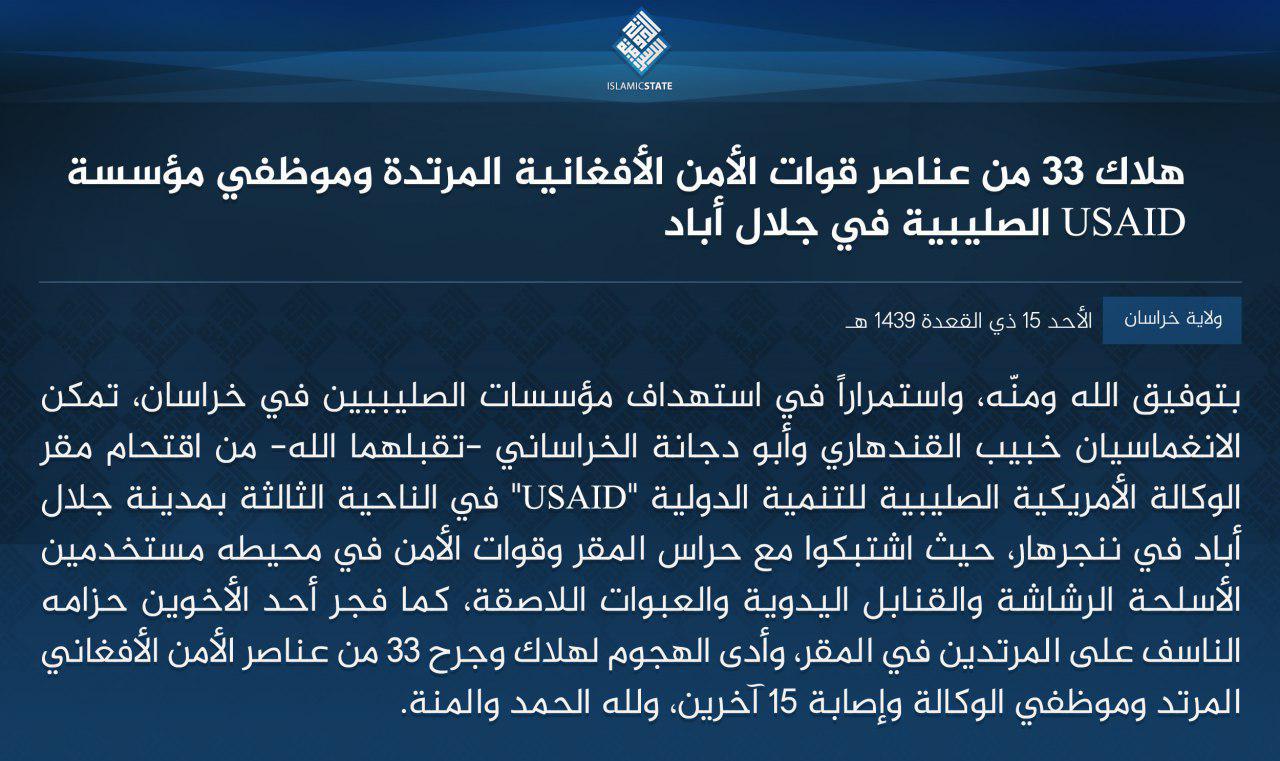 الدولة الإسلامية
ISLAMIC STATE
هلاك 33 من عناصر قوات الأمن الأفغانية المرتدة وموظفي مؤسسة
USAID الصليبية في جلال أباد
ولاية خراسان
الأحد 15 ذي القعدة 1439 هـ
بتوفيق الله ومنّه، واستمراراً في استهداف مؤسسات الصليبيين في خراسان، تمكن
الانغماسيان خبيب القندهاري وأبو دجانة الخراساني -تقبلهما الله- من اقتحام مقر
الوكالة الأمريكية الصليبية للتنمية الدولية "USAID" في الناحية الثالثة بمدينة جلال
أباد في ننجرهار، حيث اشتبكوا مع حراس المقر وقوات الأمن في محيطه مستخدمين
الأسلحة الرشاشة والقنابل اليدوية والعبوات اللاصقة، كما فجر أحد الأخوين حزامه
الناسف على المرتدين في المقر، وأدى الهجوم لهلاك وجرح 33 من عناصر الأمن الأفغاني
المرتد وموظفي الوكالة وإصابة 15 آخرين، ولله الحمد والمنة.